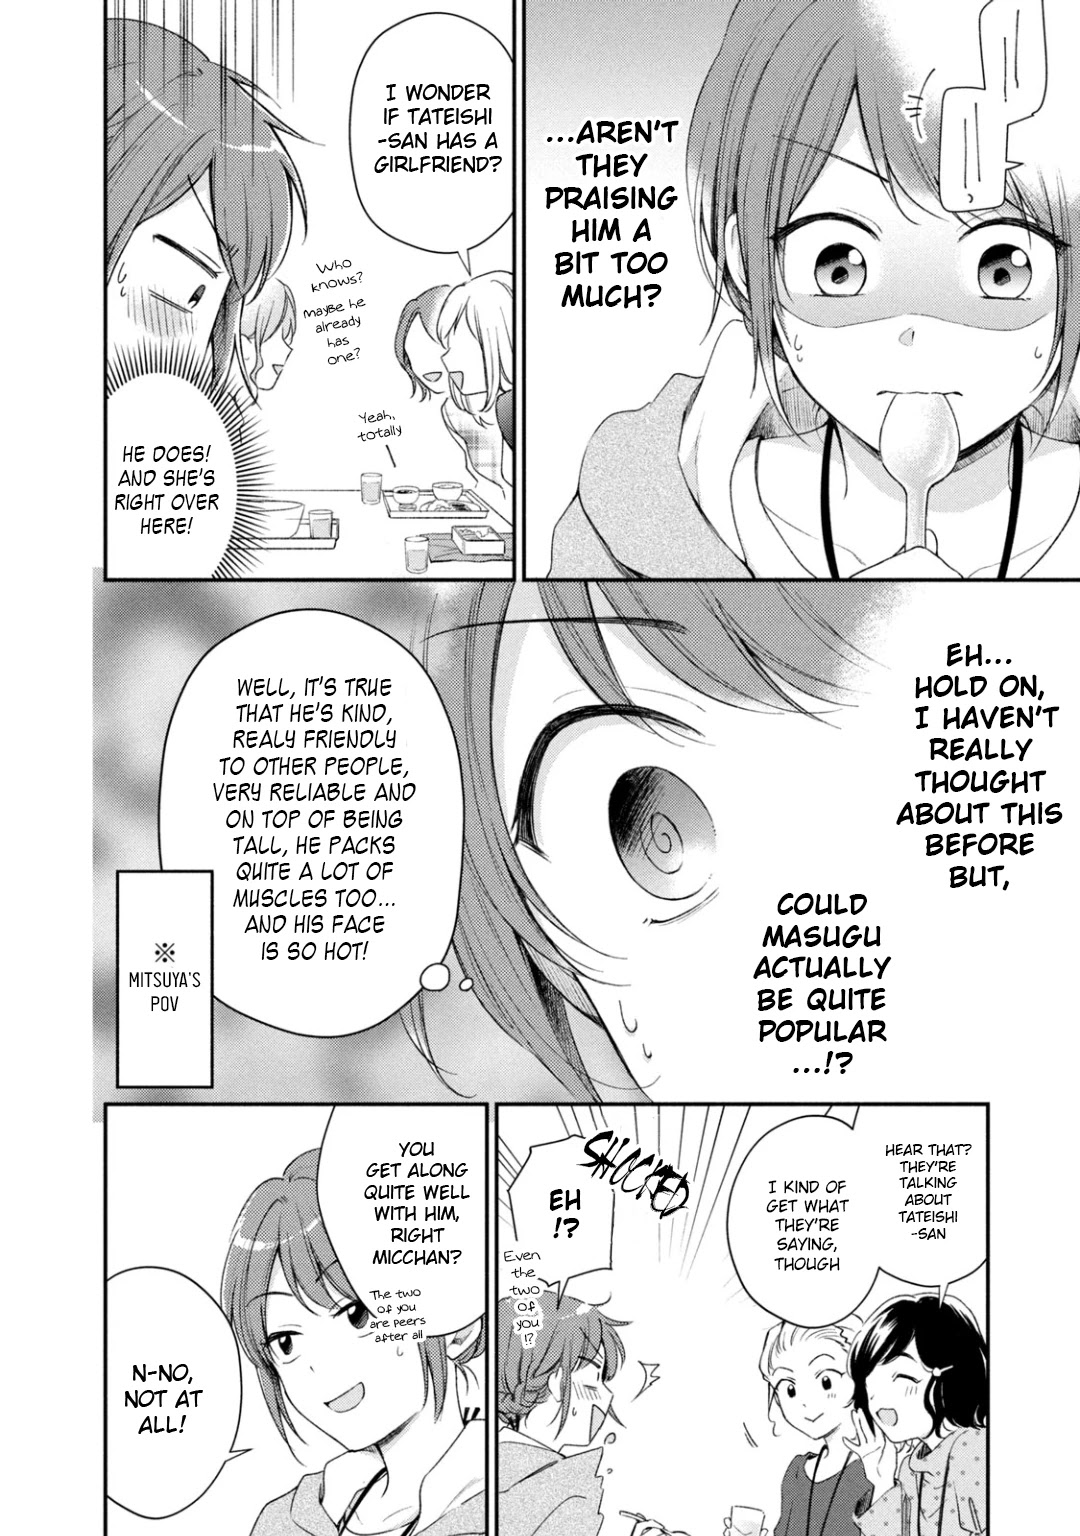 ...AREN'T
THEY
PRAISING
HIM A
BIT TOO
MUCH?
I WONDER
IF TATEISHI
-SAN HAS A
GIRLFRIEND?
Who
knows?
maybe he
already
has
one?
Yeah,
totally
HE DOES!
AND SHE'S
RIGHT OVER
HERE!
EH...
HOLD ON,
I HAVEN'T
REALLY
THOUGHT
ABOUT THIS
BEFORE
BUT,
COULD
MASUGU
ACTUALLY
BE QUITE
POPULAR
...!?
WELL, IT'S TRUE
THAT HE'S KIND,
REALY FRIENDLY
TO OTHER PEOPLE,
VERY RELIABLE AND
ON TOP OF BEING
TALL, HE PACKS
QUITE A LOT OF
MUSCLES TOO...
AND HIS FACE
IS SO HOT!
※
MITSUYA'S
POV
HEAR THAT?
THEY'RE
TALKING
ABOUT
TATEISHI
-SAN
I KIND OF
GET WHAT
THEY'RE
SAYING,
THOUGH
SHOCKED
EH
!?
Even
the
two
of
you
!?
YOU
GET ALONG
QUITE WELL
WITH HIM,
RIGHT
MICCHAN?
The two
of you
are peers
after all
N-NO,
NOT AT
ALL!